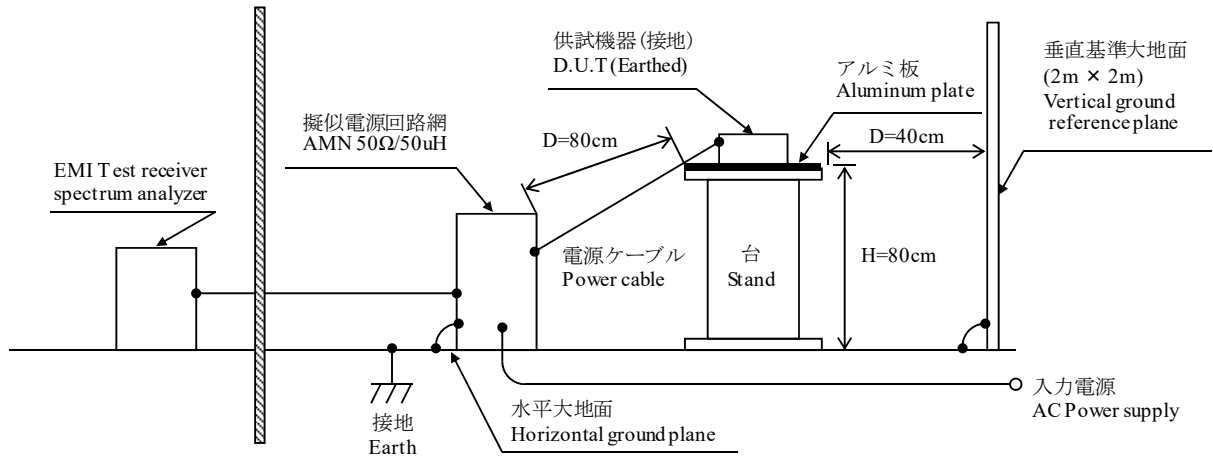 供試機器(接地)
D.U.T(Earthed)
アルミ板
Aluminum plate
垂直基準大地面
(2m × 2m)
Vertical ground
reference plane
擬似電源回路網
AMN 50Ω/50uH
D=80cm
D=40cm
EMI Test receiver
spectrum analyzer
電源ケーブル
Power cable
台
Stand
H=80cm
接地
Earth
水平大地面
Horizontal ground plane
入力電源
AC Power supply